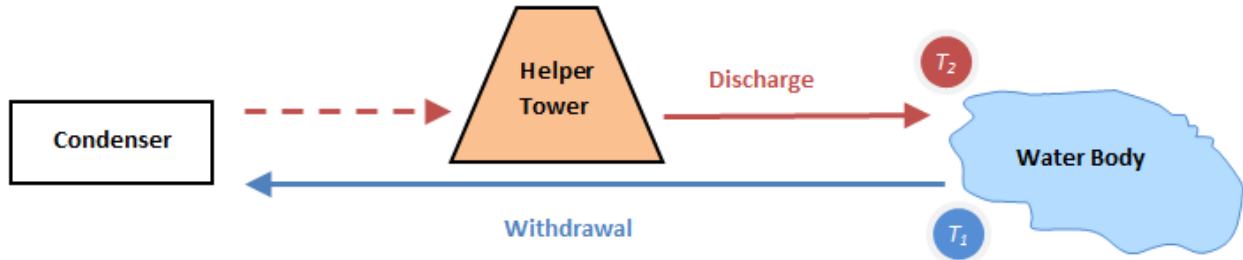 Condenser
Helper
Tower
Discharge
T2
Water Body
Withdrawal
T1